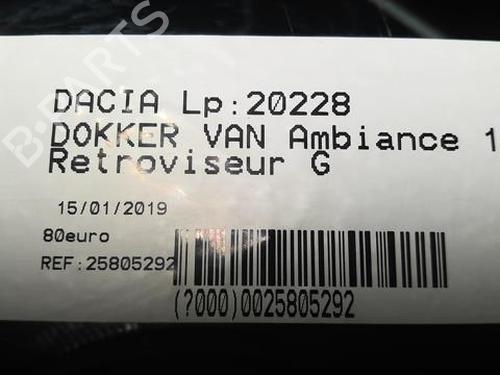 DACIA Lp:20228
DOKKER VAN Ambiance 1
Retroviseur G
15/01/2019
80euro
REF:25805292
(?000)0025805292
B-PARTS